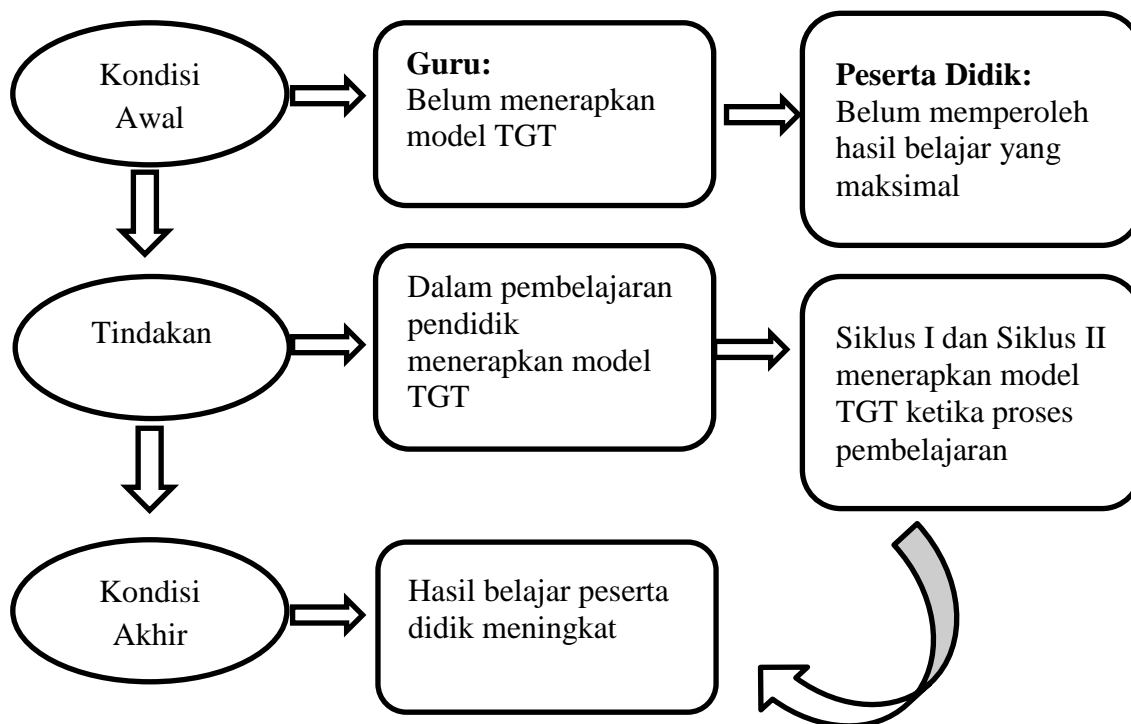 Kondisi
Awal
Guru:
Belum menerapkan
model TGT
Peserta Didik:
Belum memperoleh
hasil belajar yang
maksimal
Tindakan
Dalam pembelajaran
pendidik
menerapkan model
TGT
Siklus I dan Siklus II
menerapkan model
TGT ketika proses
pembelajaran
Kondisi
Akhir
Hasil belajar peserta
didik meningkat